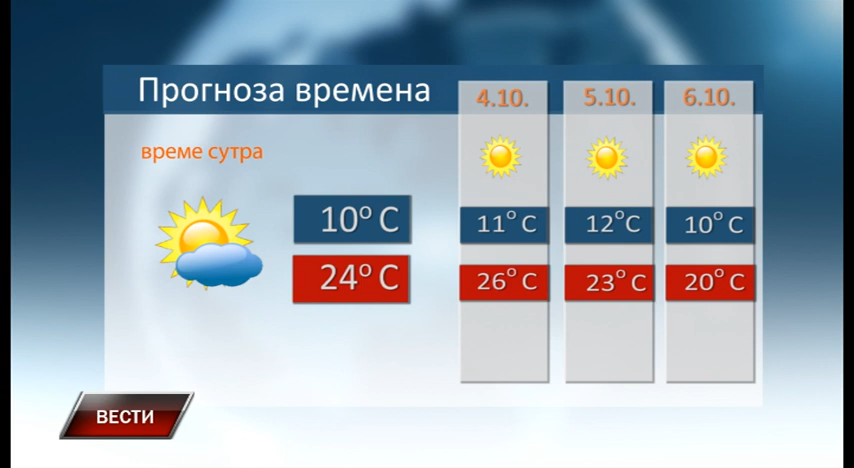 Прогноза времена
време сутра
10° C
24° C
4.10.
11° C
26° C
5.10.
12°C
23° C
6.10.
10° C
20° C
ВЕСТИ